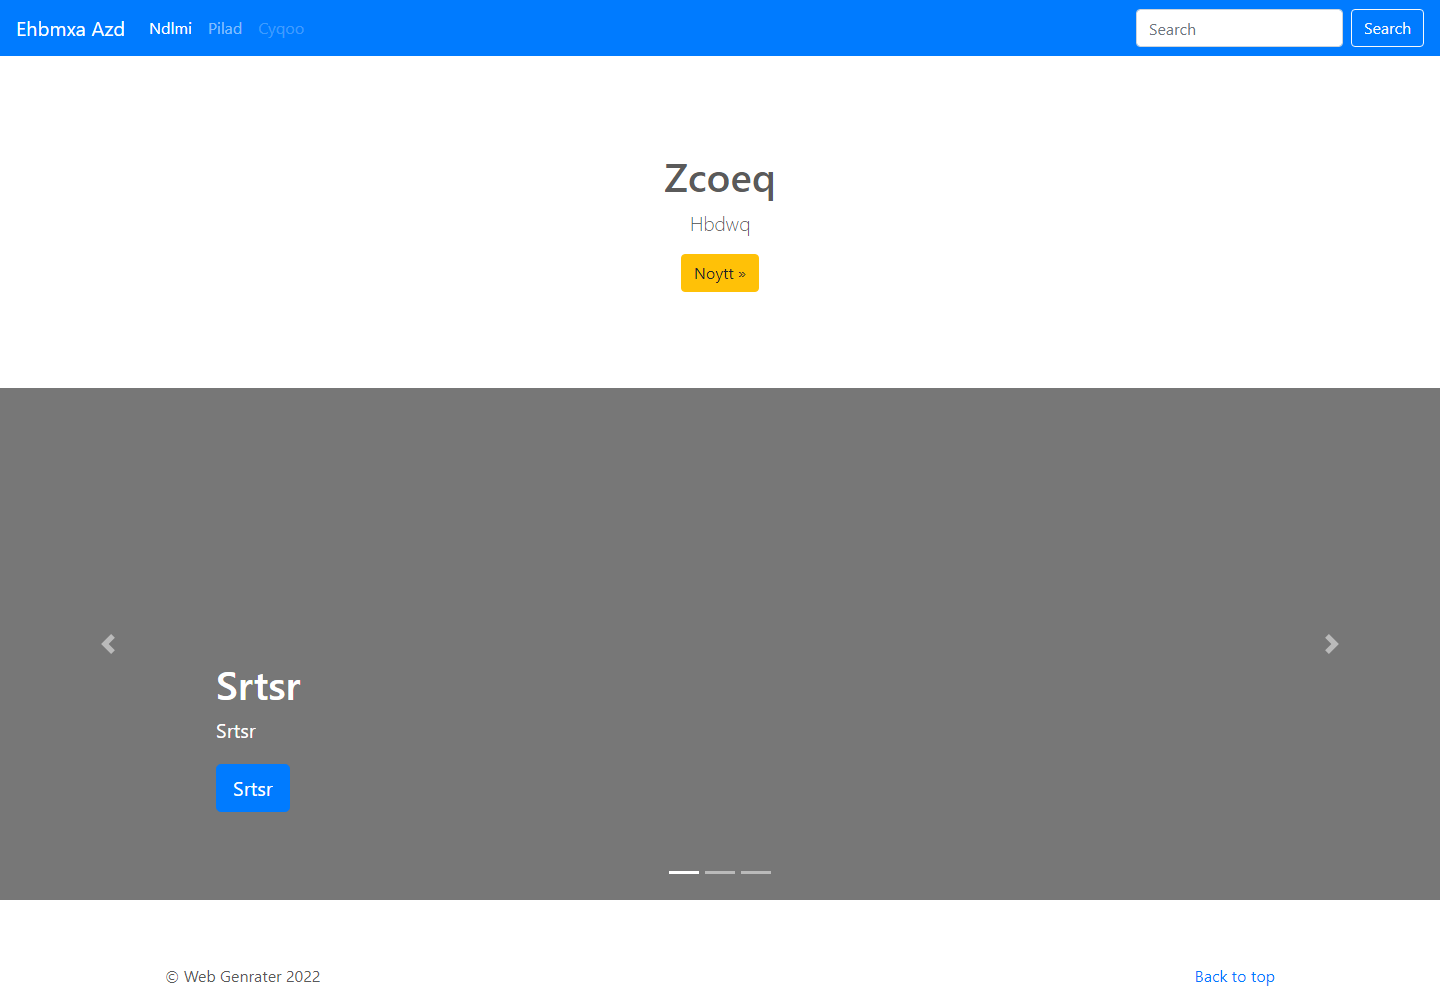 Ehbmxa Azd Ndlmi Pilad Cyqoo Search Search
Zcoeq
Hbdwq
Noytt »
Srtsr
Srtsr
Srtsr
© Web Genrater 2022 Back to top